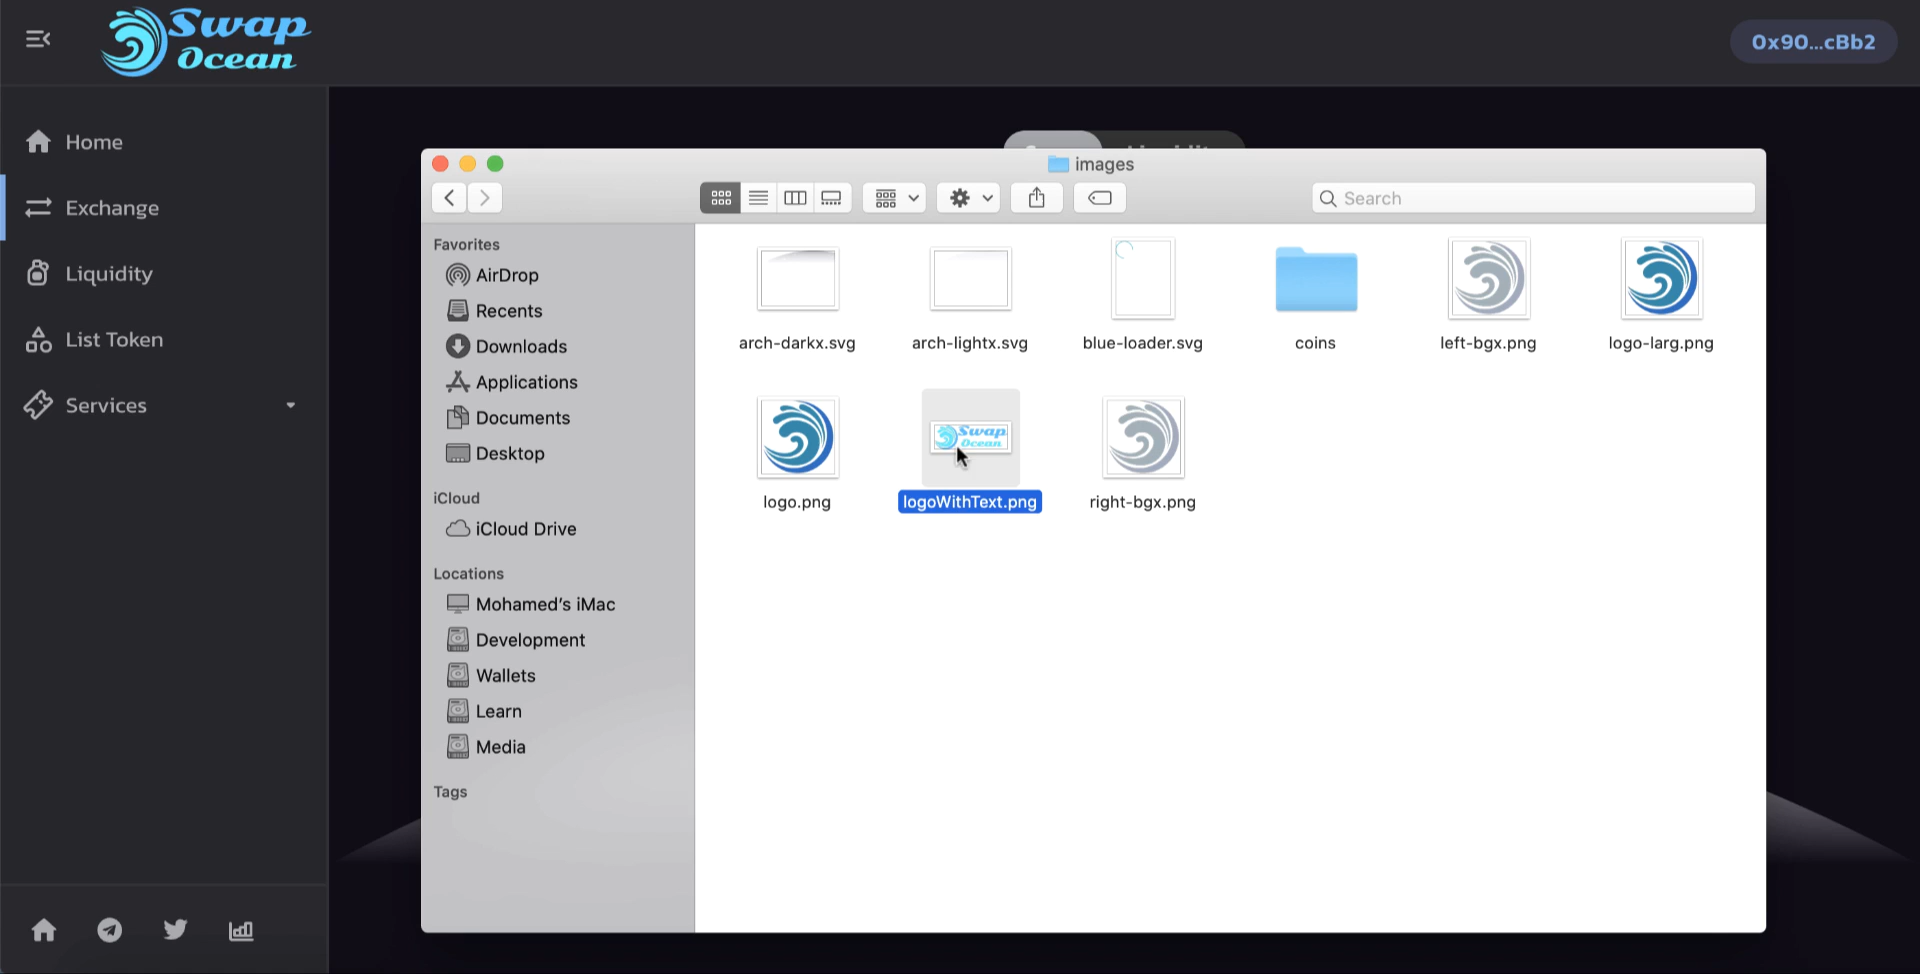 Swap
Ocean
0x90...cBb2
Home
Exchange
Liquidity
List Token
Services
images
Search
Favorites
AirDrop
Recents
Downloads
Applications
Documents
Desktop
iCloud
iCloud Drive
Locations
Mohamed's iMac
Development
Wallets
Learn
Media
Tags
arch-darkx.svg
arch-lightx.svg
blue-loader.svg
coins
left-bgx.png
logo-larg.png
Swap
Ocean
logo.png
logoWithText.png
right-bgx.png